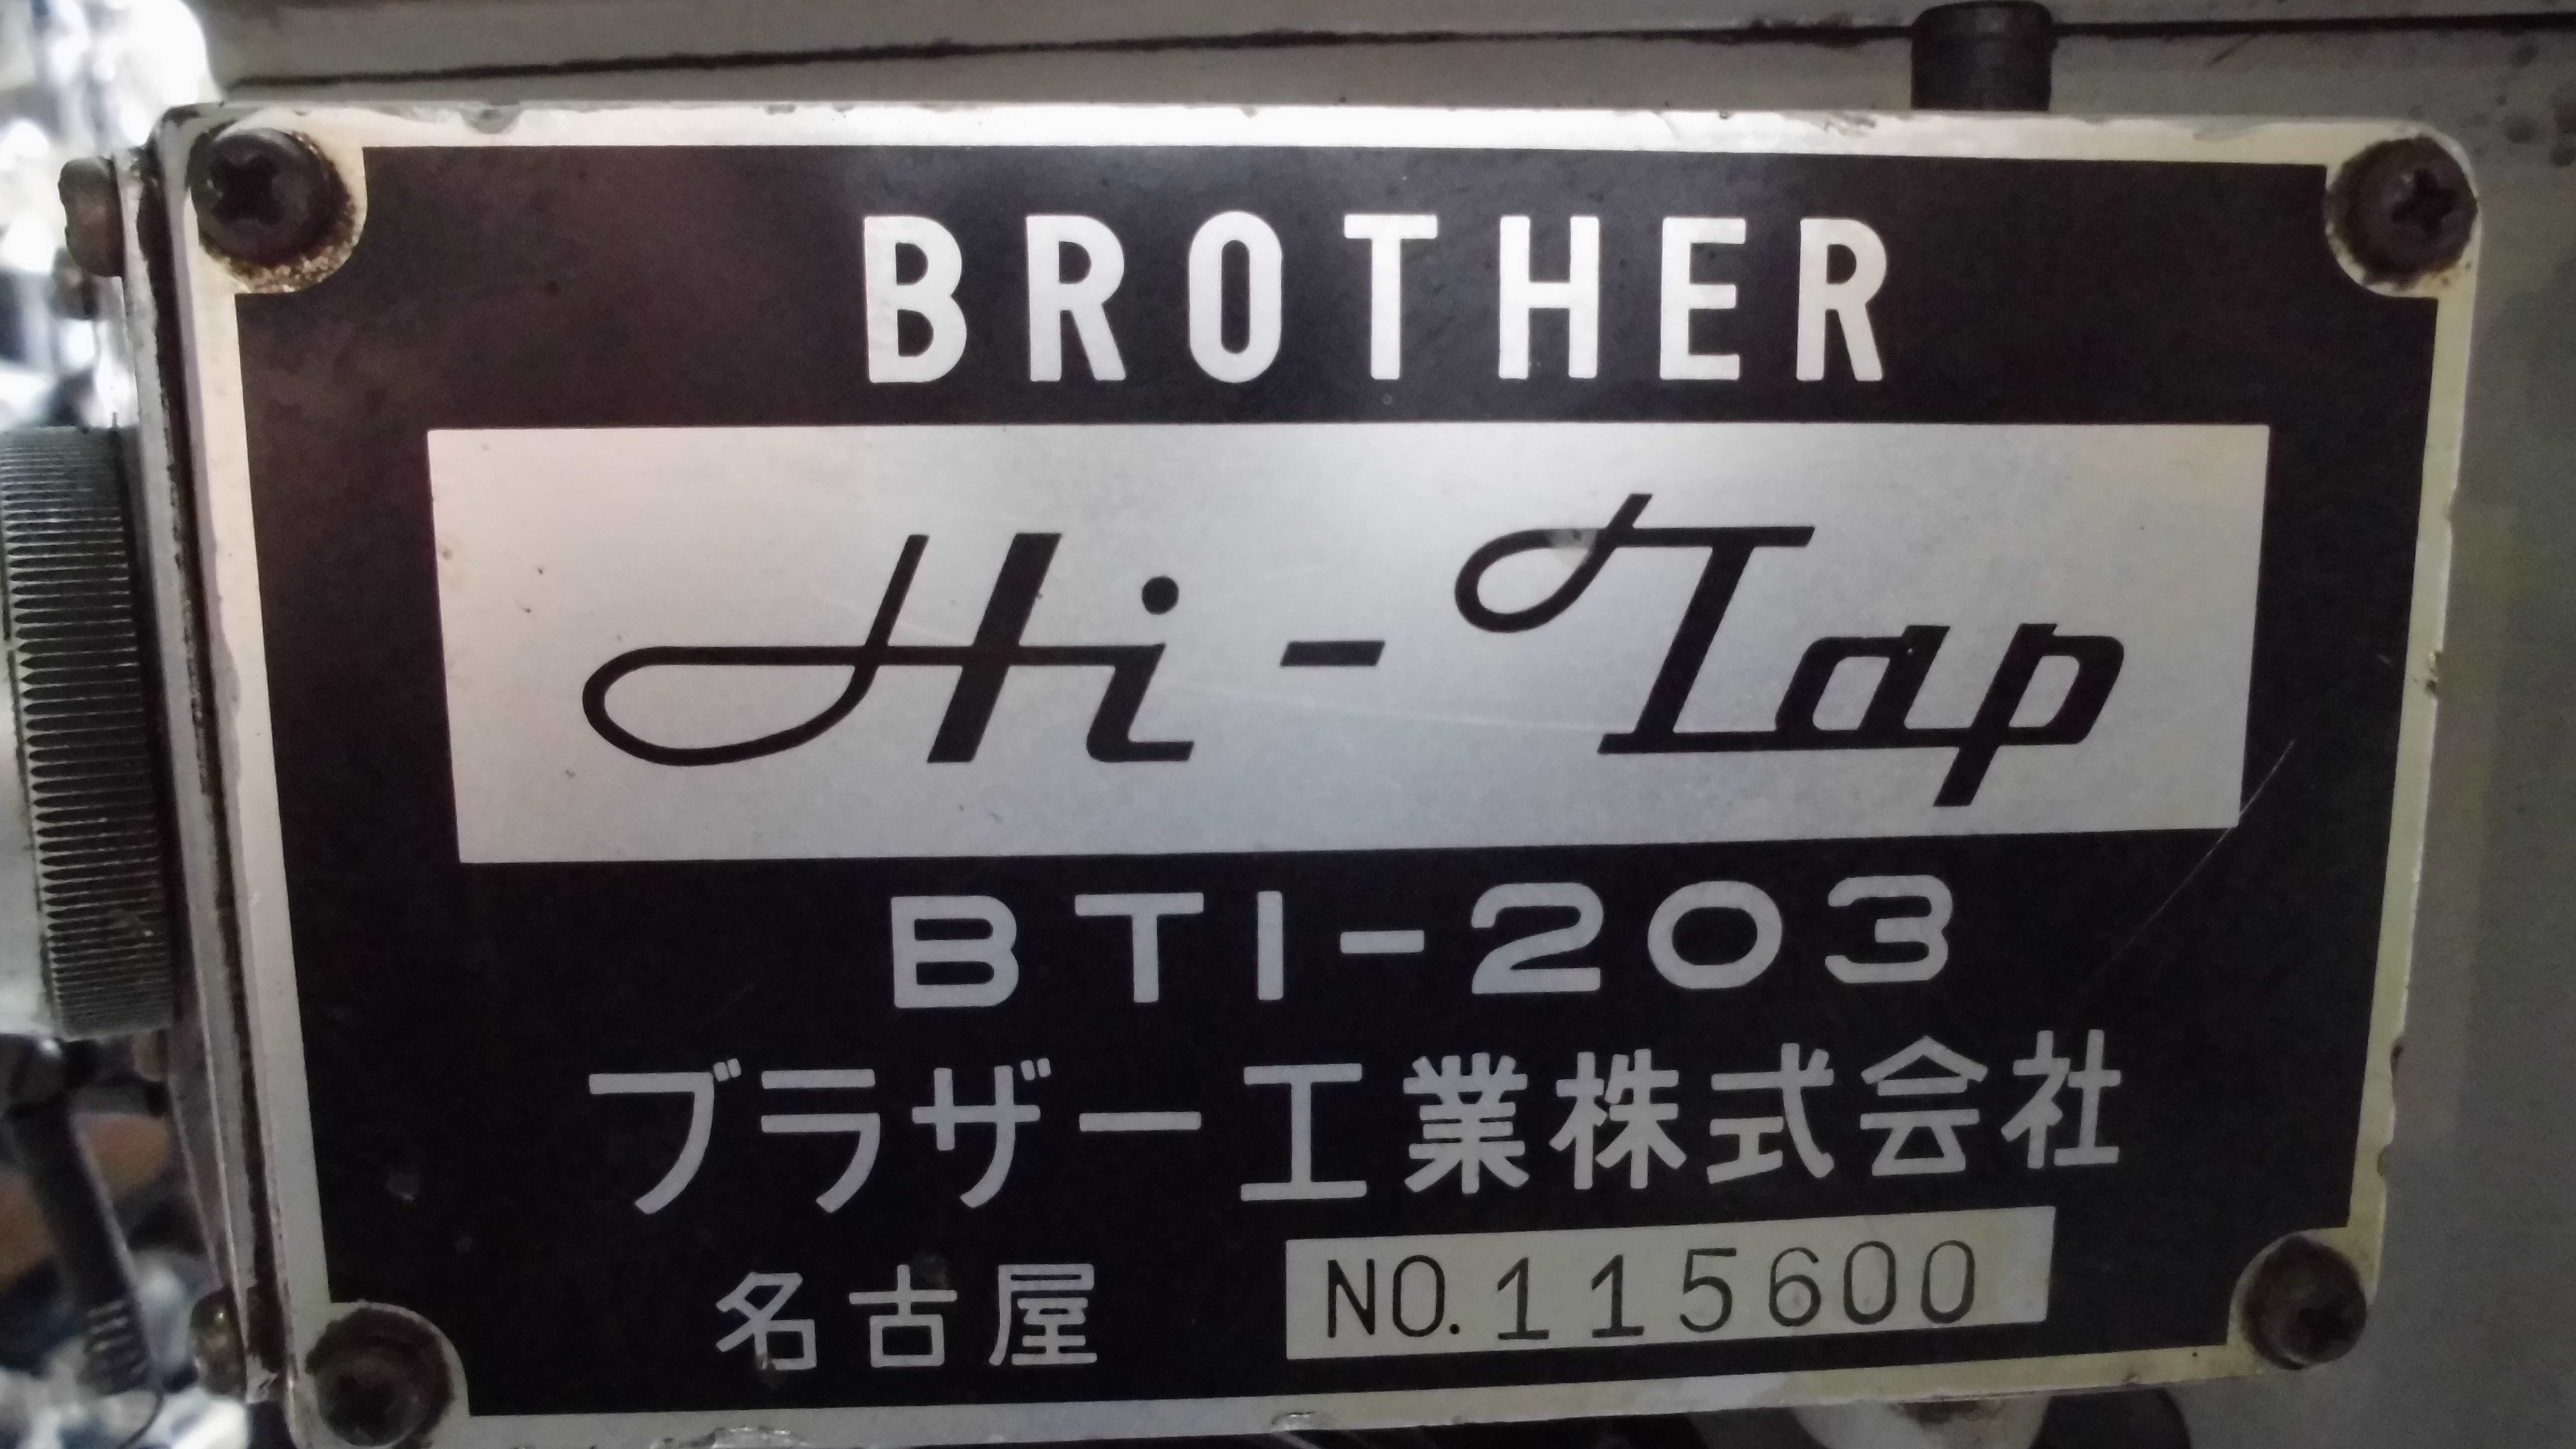 BROTHER
Hi-Tap
BT1-203
ブラザー工業株式会社
名古屋 NO.115600